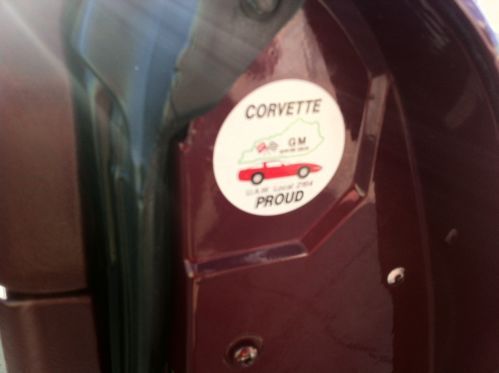 CORVETTE
GM
U.A.W. Local 2164
PROUD